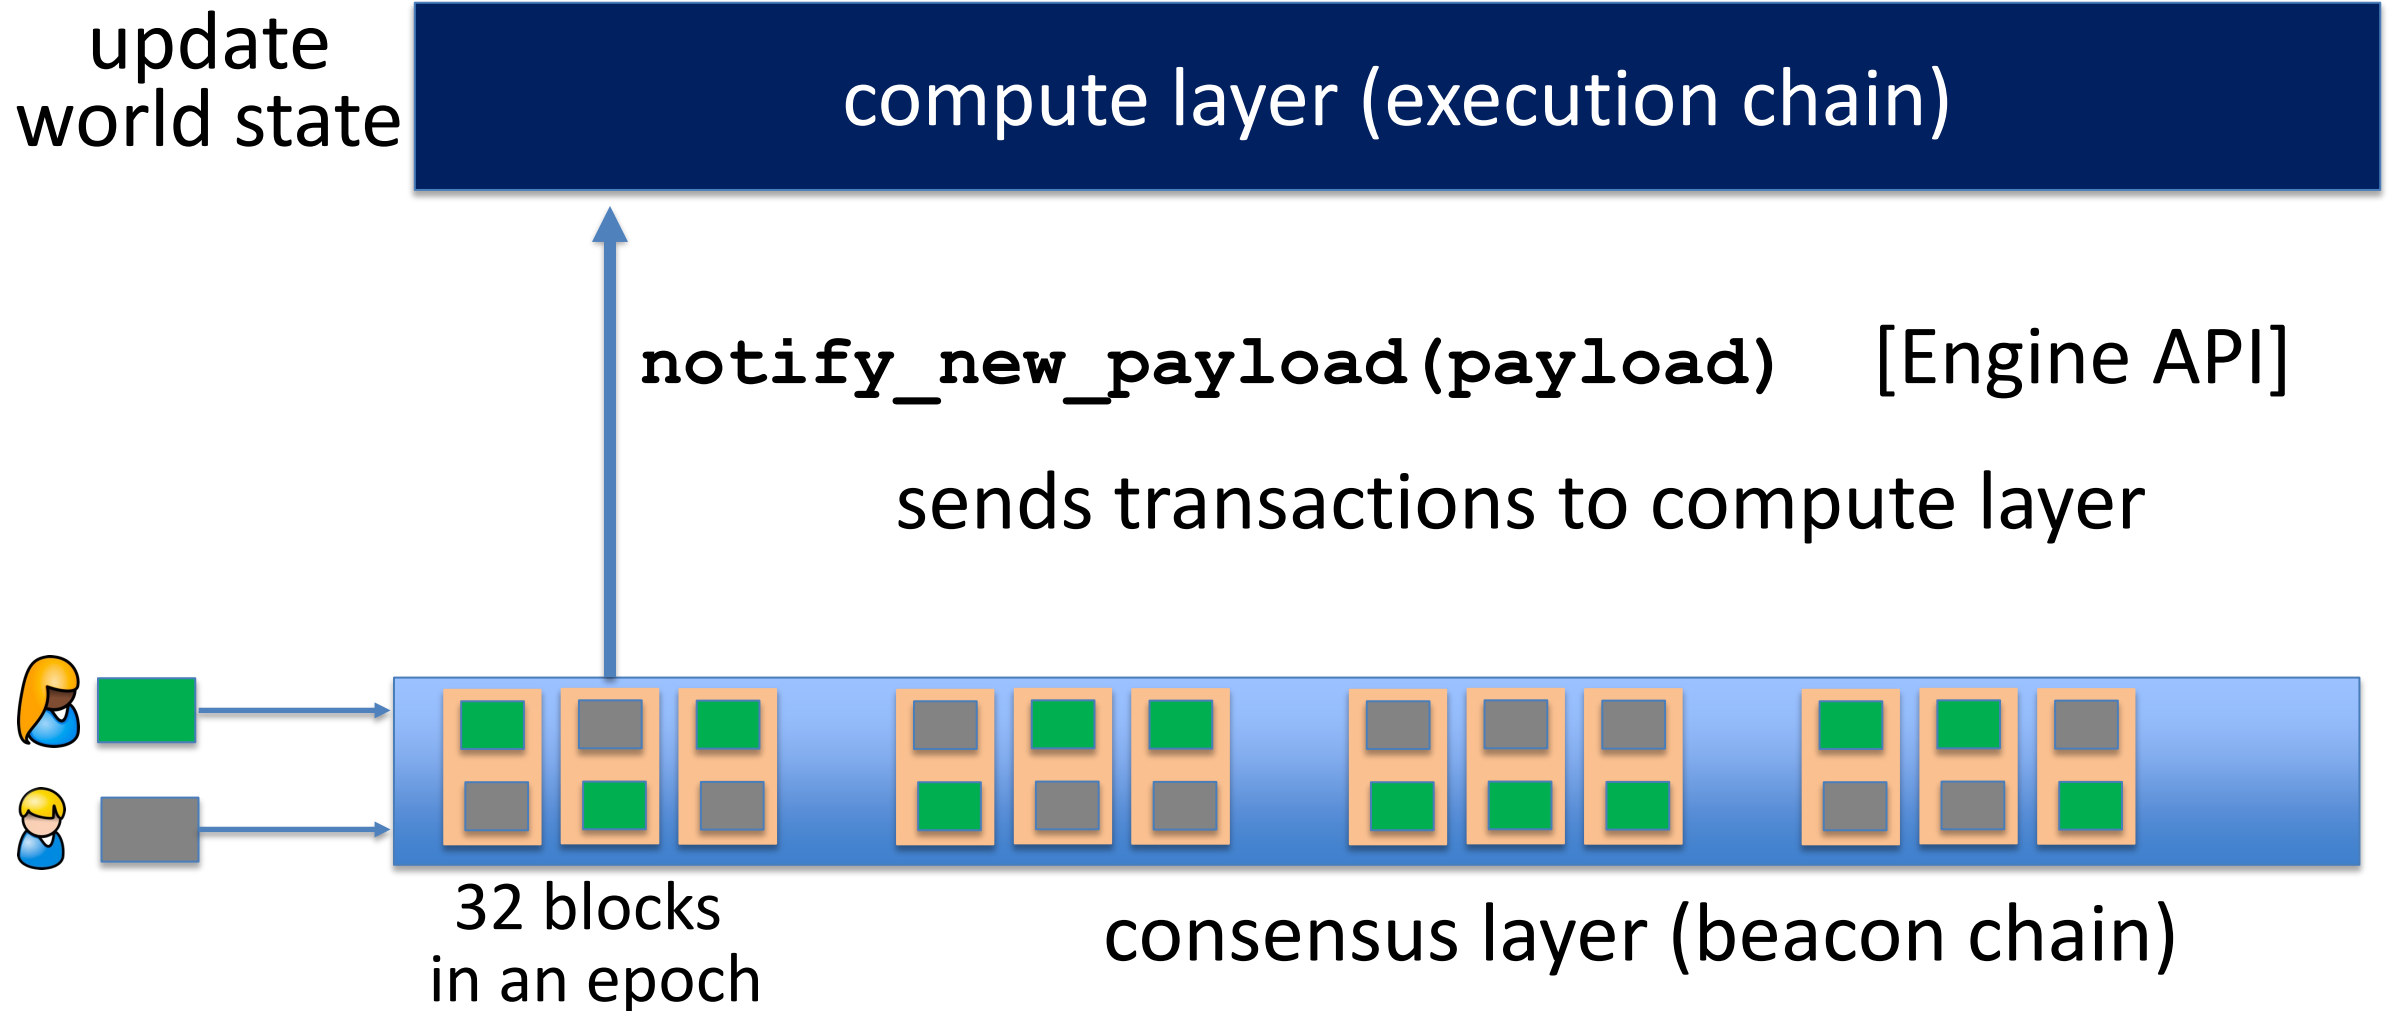 update
world state
compute layer (execution chain)
notify_new_payload(payload) [Engine API]
sends transactions to compute layer
32 blocks
in an epoch
consensus layer (beacon chain)